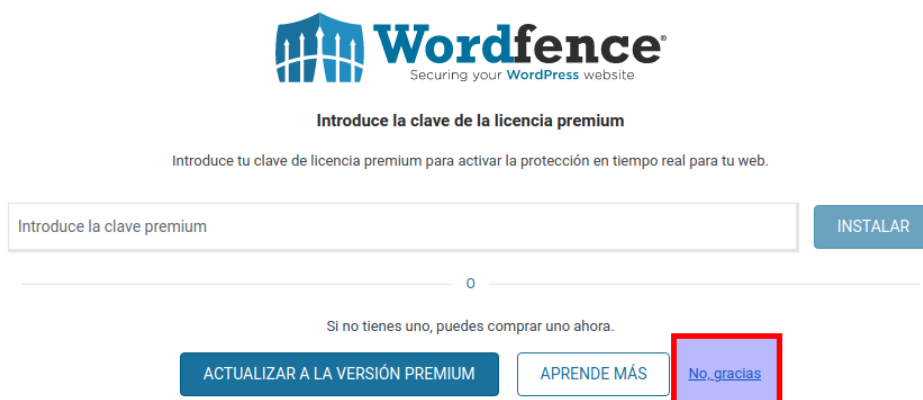 Wordfence®
Securing your WordPress website
Introduce la clave de la licencia premium
Introduce tu clave de licencia premium para activar la protección en tiempo real para tu web.
Introduce la clave premium
INSTALAR
O
Si no tienes uno, puedes comprar uno ahora.
ACTUALIZAR A LA VERSIÓN PREMIUM
APRENDE MÁS
No, gracias